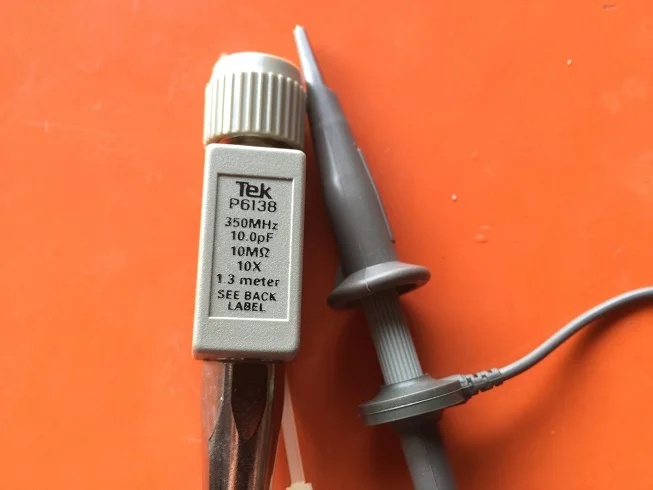 Tek
P6138
350MHz
10.0pF
10MΩ
10X
1.3 meter
SEE BACK
LABEL